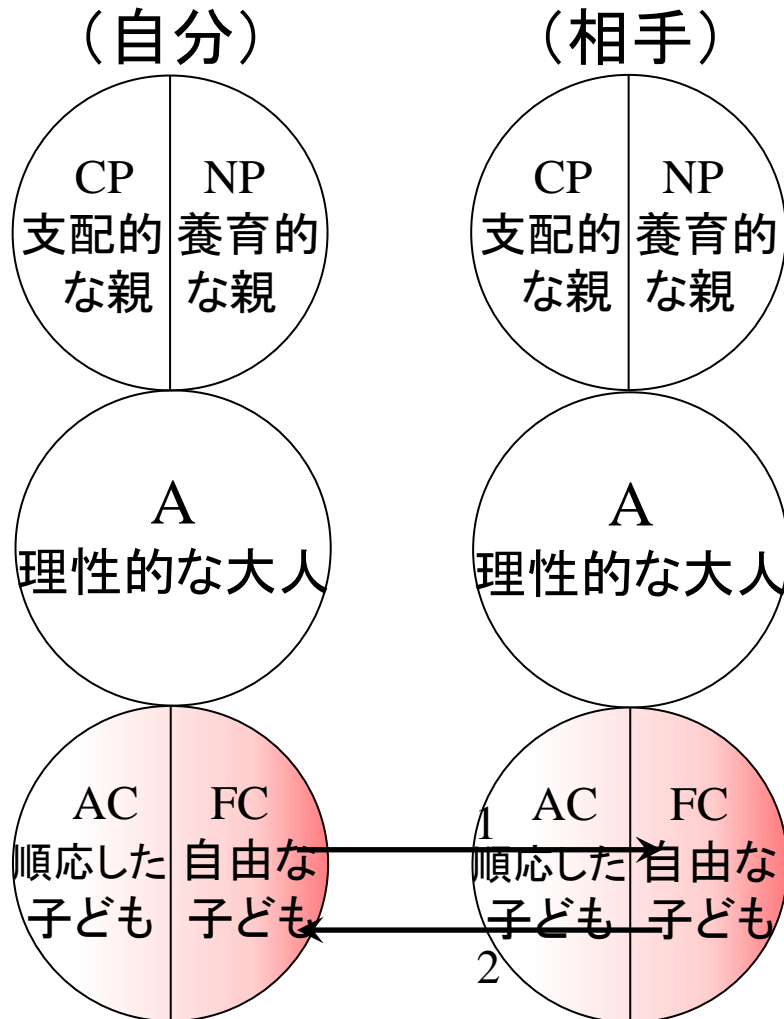 （自分）
（相手）
CP
支配的
な親
NP
養育的
な親
CP
支配的
な親
NP
養育的
な親
A
理性的な大人
A
理性的な大人
AC
順応した
子ども
FC
自由な
子ども
1
AC
順応した
子ども
FC
自由な
子ども
2